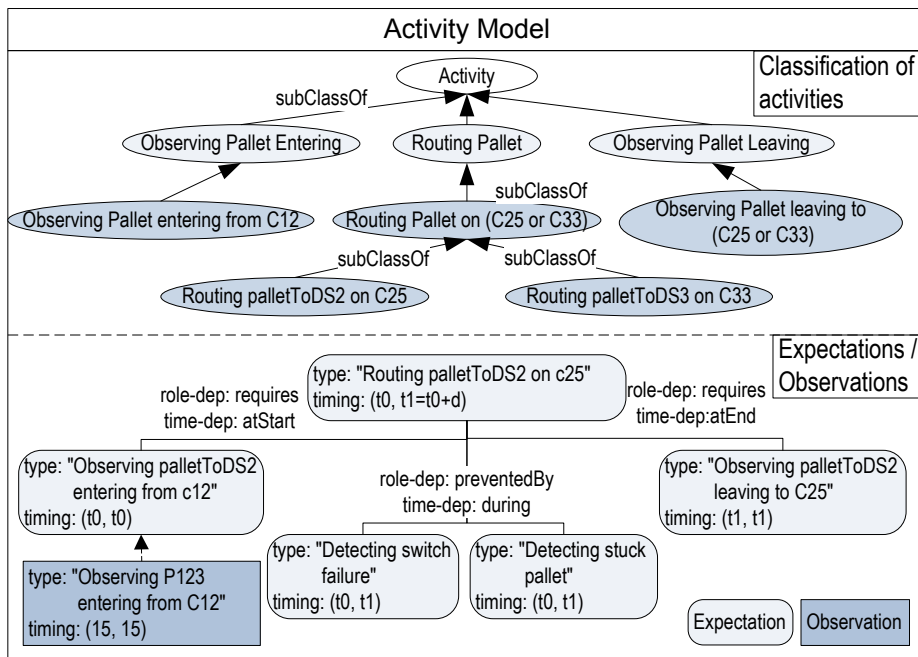 Activity Model
Classification of
activities
Activity
subClassOf
Observing Pallet Entering
Routing Pallet
Observing Pallet Leaving
subClassOf
Observing Pallet entering from C12
Routing Pallet on (C25 or C33)
Observing Pallet leaving to
(C25 or C33)
subClassOf
subClassOf
Routing palletToDS2 on C25
Routing palletToDS3 on C33
Expectations /
Observations
type: "Routing palletToDS2 on c25"
timing: (t0, t1=t0+d)
role-dep: requires
time-dep: atStart
role-dep: requires
time-dep:atEnd
type: "Observing palletToDS2
entering from c12"
timing: (t0, t0)
role-dep: preventedBy
time-dep: during
type: "Observing palletToDS2
leaving to C25"
timing: (t1, t1)
type: "Detecting switch
failure"
timing: (t0, t1)
type: "Detecting stuck
pallet"
timing: (t0, t1)
type: "Observing P123
entering from C12"
timing: (15, 15)
Expectation
Observation